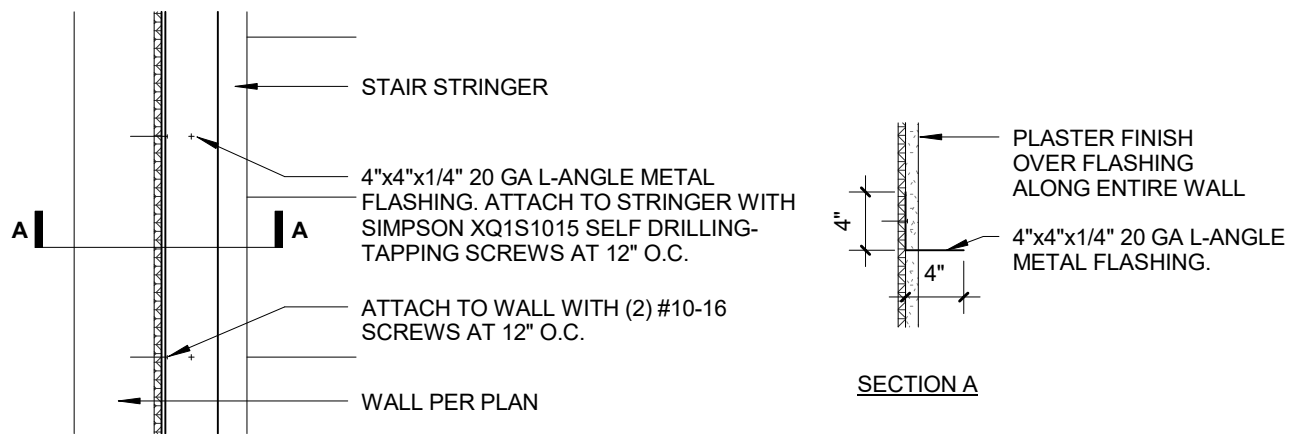 STAIR STRINGER
4"x4"x1/4" 20 GA L-ANGLE METAL
FLASHING. ATTACH TO STRINGER WITH
SIMPSON XQ1S1015 SELF DRILLING-
TAPPING SCREWS AT 12" O.C.
A
A
ATTACH TO WALL WITH (2) #10-16
SCREWS AT 12" O.C.
WALL PER PLAN
PLASTER FINISH
OVER FLASHING
ALONG ENTIRE WALL
4"
4"x4"x1/4" 20 GA L-ANGLE
METAL FLASHING.
4"
SECTION A